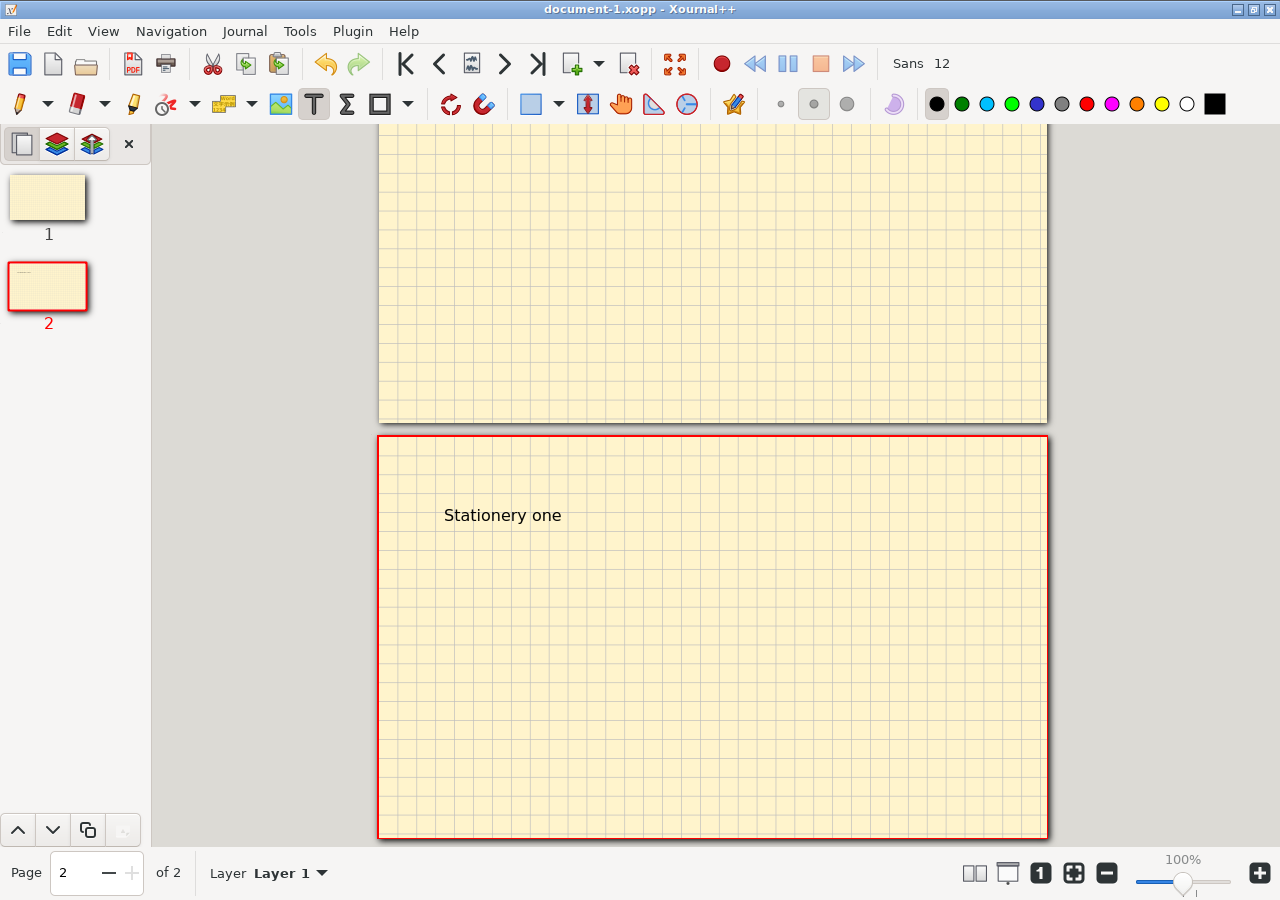 document-1.xopp - Xournal++
File Edit View Navigation Journal Tools Plugin Help
Sans 12
1
2
Stationery one
Page 2 of 2 Layer Layer 1
100%